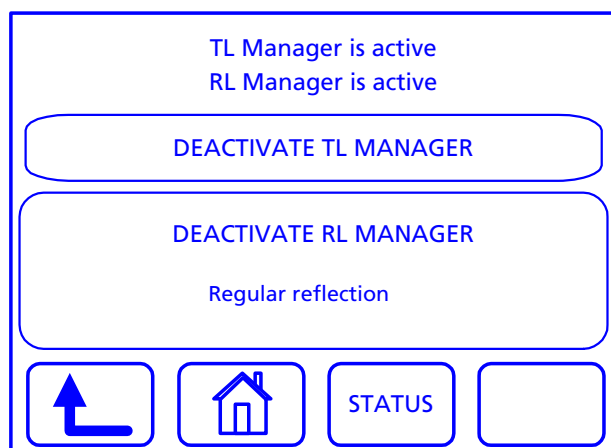 TL Manager is active
RL Manager is active
DEACTIVATE TL MANAGER
DEACTIVATE RL MANAGER
Regular reflection
STATUS